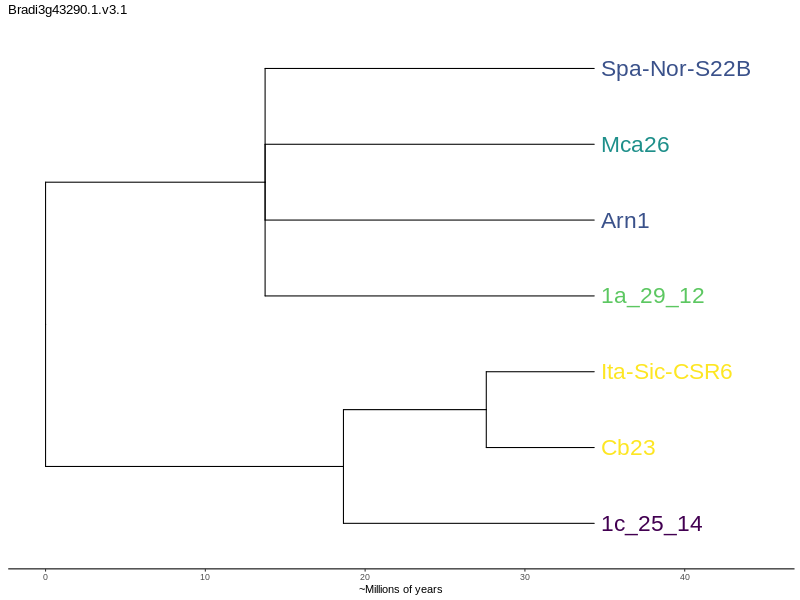 Bradi3g43290.1.v3.1
Spa-Nor-S22B
Mca26
Arn1
1a_29_12
Ita-Sic-CSR6
Cb23
1c_25_14
0 10 20 30 40
~Millions of years